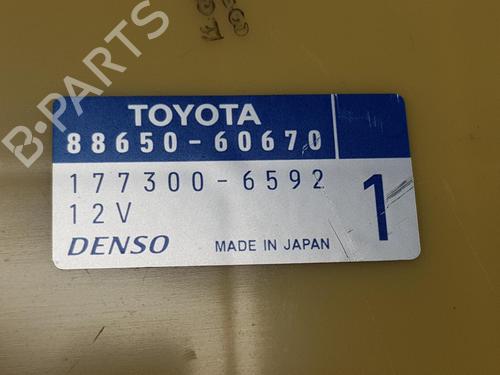 TOYOTA
88650-60670
177300-6592
12V
1
DENSO
MADE IN JAPAN
B-PARTS